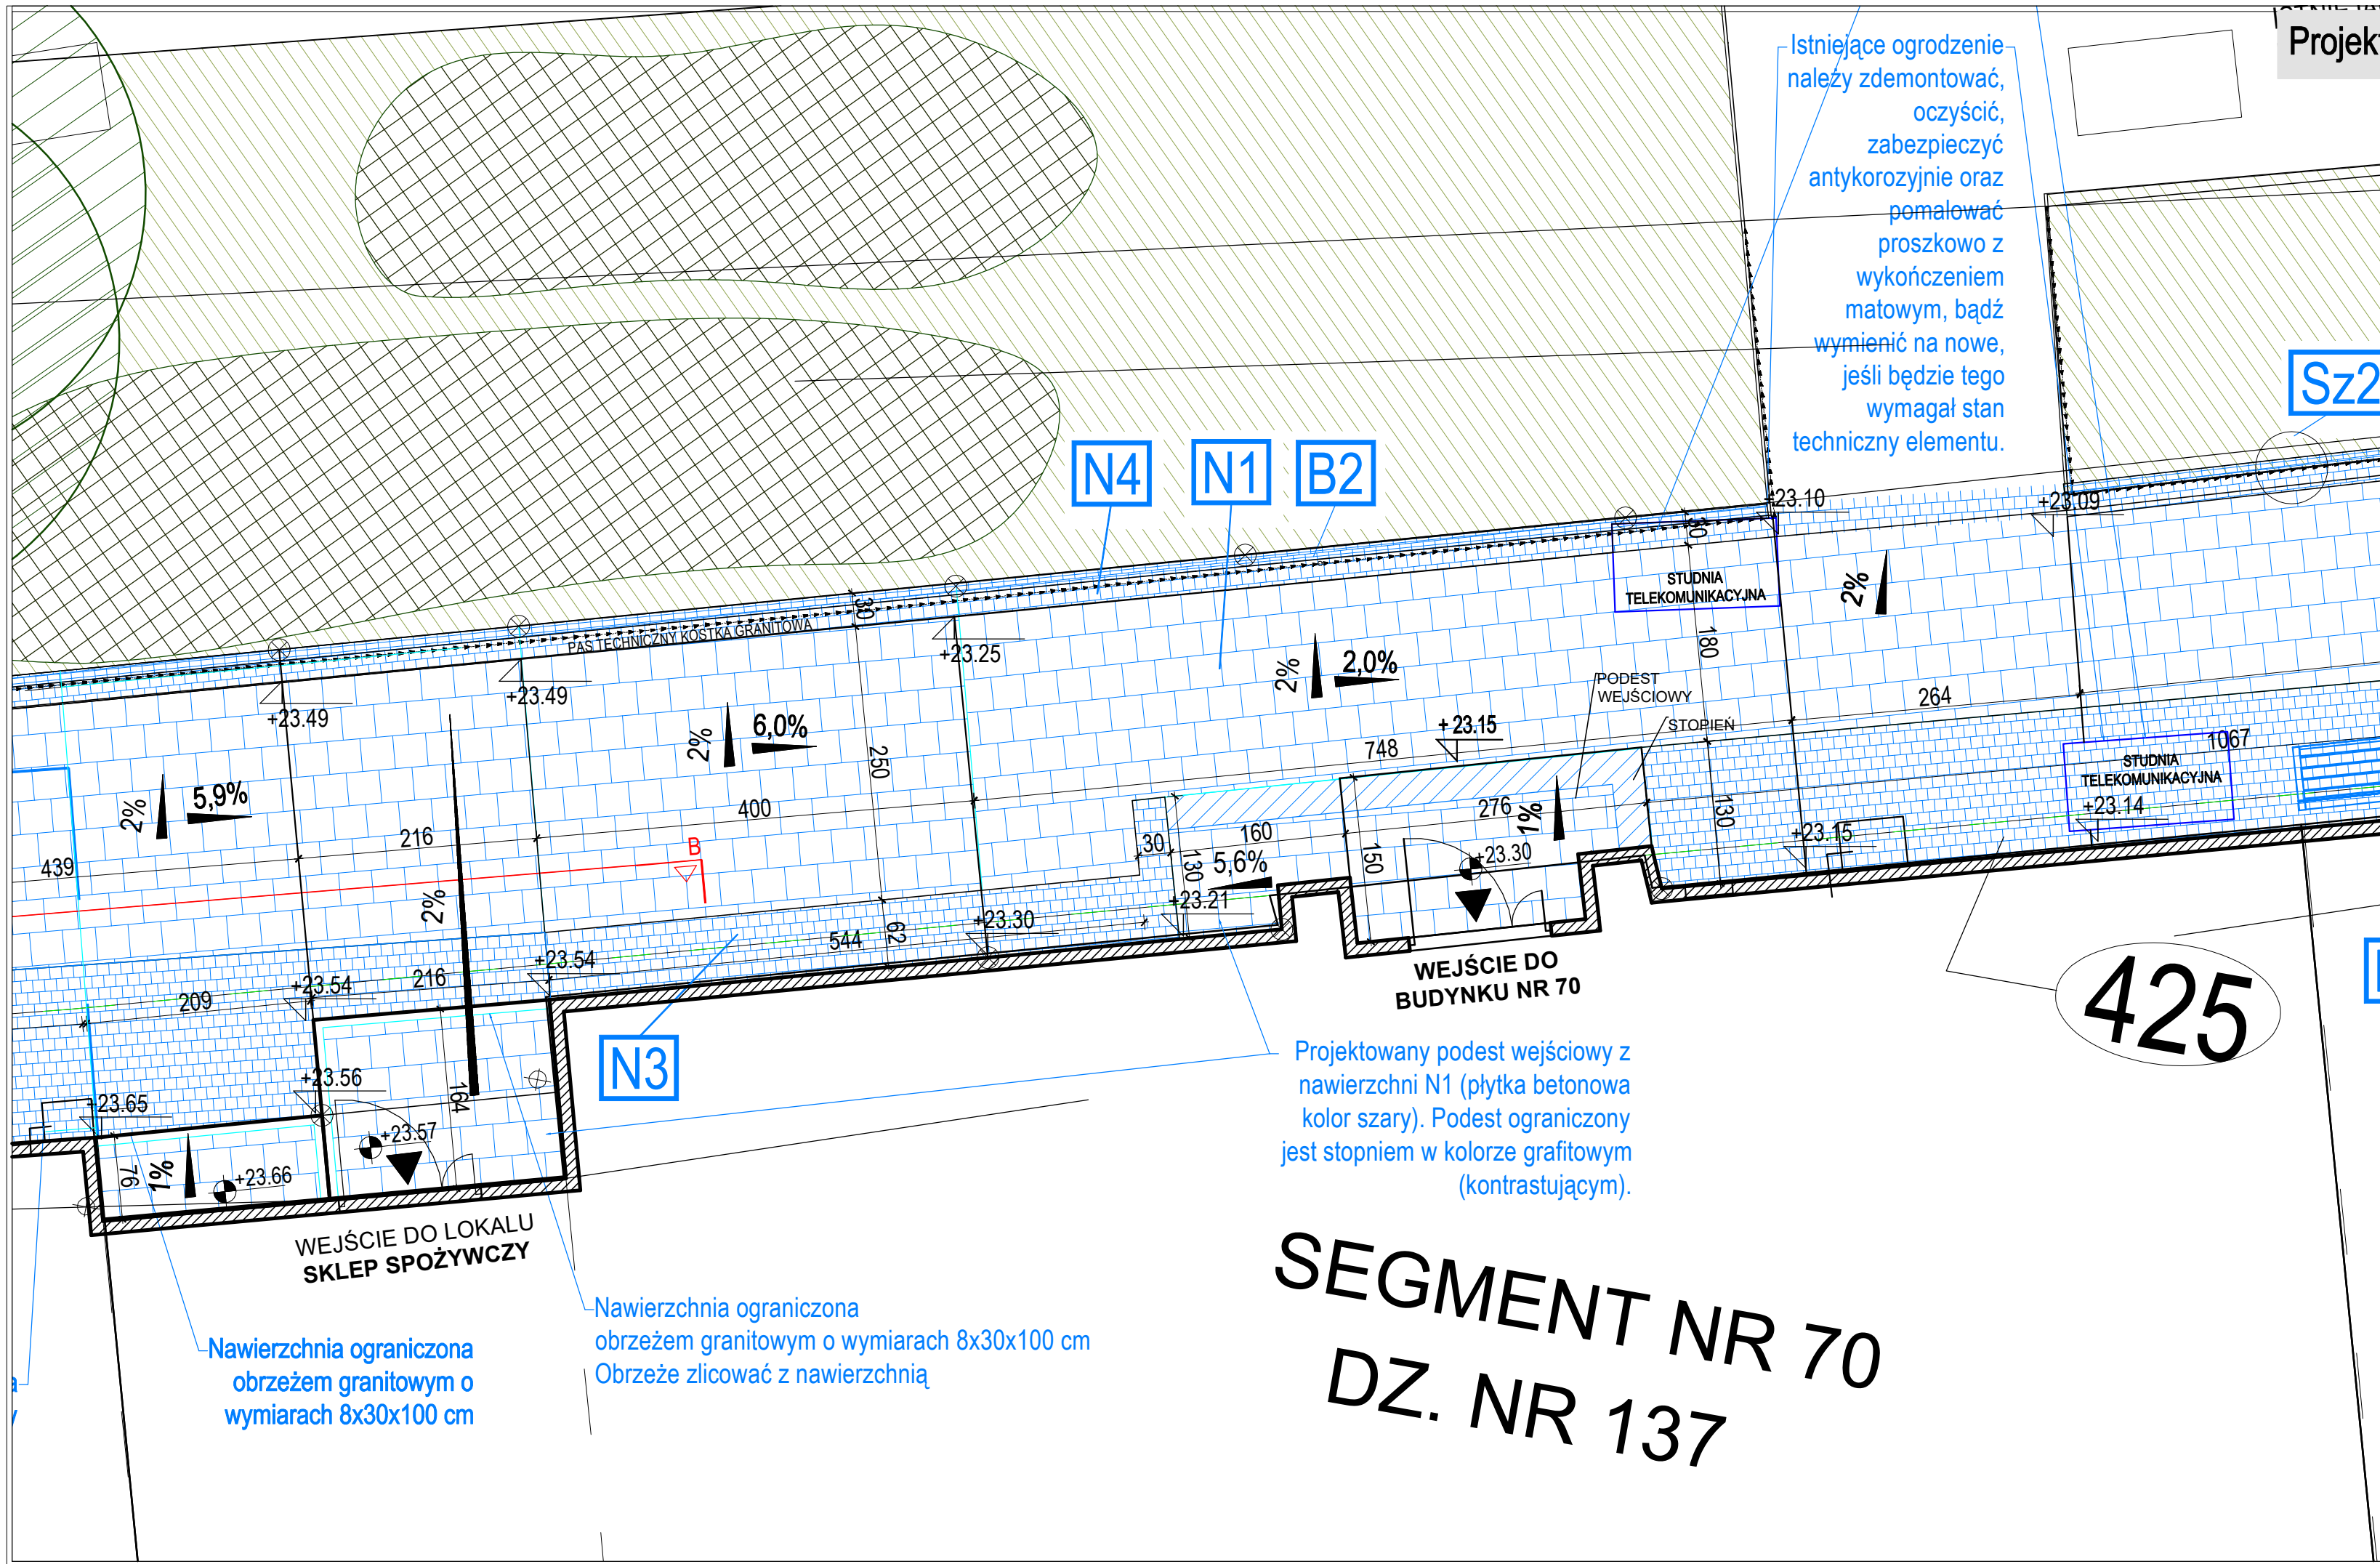 Projekt
Istniejące ogrodzenie
należy zdemontować,
oczyścić,
zabezpieczyć
antykorozyjnie oraz
pomalować
proszkowo z
wykończeniem
matowym, bądź
wymienić na nowe,
jeśli będzie tego
wymagał stan
techniczny elementu.
Sz2
N4
N1
B2
+23.10
+23.09
30
STUDNIA
TELEKOMUNIKACYJNA
2%
30
PAS TECHNICZNY KOSTKA GRANITOWA
+23.25
180
2%
2,0%
PODEST
WEJŚCIOWY
STOPIEŃ
264
+23.49
+23.49
2%
6,0%
250
748
+ 23.15
1067
STUDNIA
TELEKOMUNIKACYJNA
+23.14
2%
5,9%
400
276
1%
130
+23.15
439
216
B
30
160
130
5,6%
150
+23.30
2%
+23.21
+23.30
62
544
+23.54
216
+23.54
209
WEJŚCIE DO
BUDYNKU NR 70
425
N3
Projektowany podest wejściowy z
nawierzchni N1 (płytka betonowa
kolor szary). Podest ograniczony
jest stopniem w kolorze grafitowym
(kontrastującym).
+23.56
164
+23.65
+23.57
76
1%
+23.66
WEJŚCIE DO LOKALU
SKLEP SPOŻYWCZY
SEGMENT NR 70
DZ. NR 137
Nawierzchnia ograniczona
obrzeżem granitowym o wymiarach 8x30x100 cm
Obrzeże zlicować z nawierzchnią
Nawierzchnia ograniczona
obrzeżem granitowym o
wymiarach 8x30x100 cm